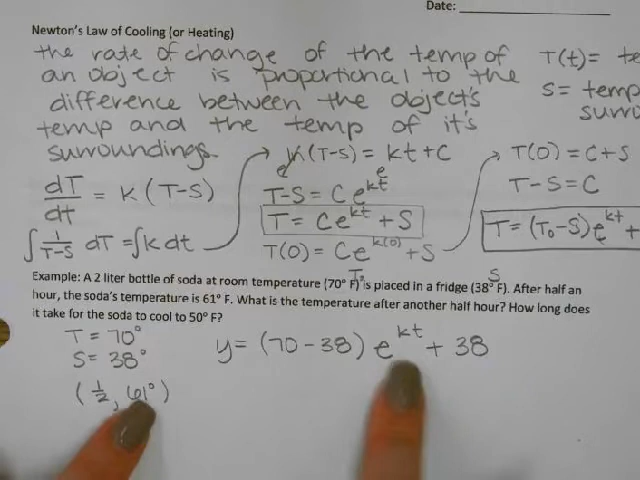 Date:
Newton's Law of Cooling (or Heating)
the rate of change of the temp of
an object is proportional to the
difference between the object's
temp and the temp of it's
surroundings.
T(t) =
S = temp
surro
dT/dt = K (T-S)
∫ 1/(T-S) dT = ∫k dt
ln(T-S) = kt + C
T-S = Ce^kt
T = Ce^kt + S
T(0) = Ce^k(0) + S
T(0) = C + S
T - S = C
T = (T₀-S)e^kt +
Example: A 2 liter bottle of soda at room temperature (70° F) is placed in a fridge (38° F). After half an
hour, the soda's temperature is 61° F. What is the temperature after another half hour? How long does
it take for the soda to cool to 50° F?
T
S
T = 70°
S = 38°
(1/2, 61°)
y = (70 - 38) e^kt + 38